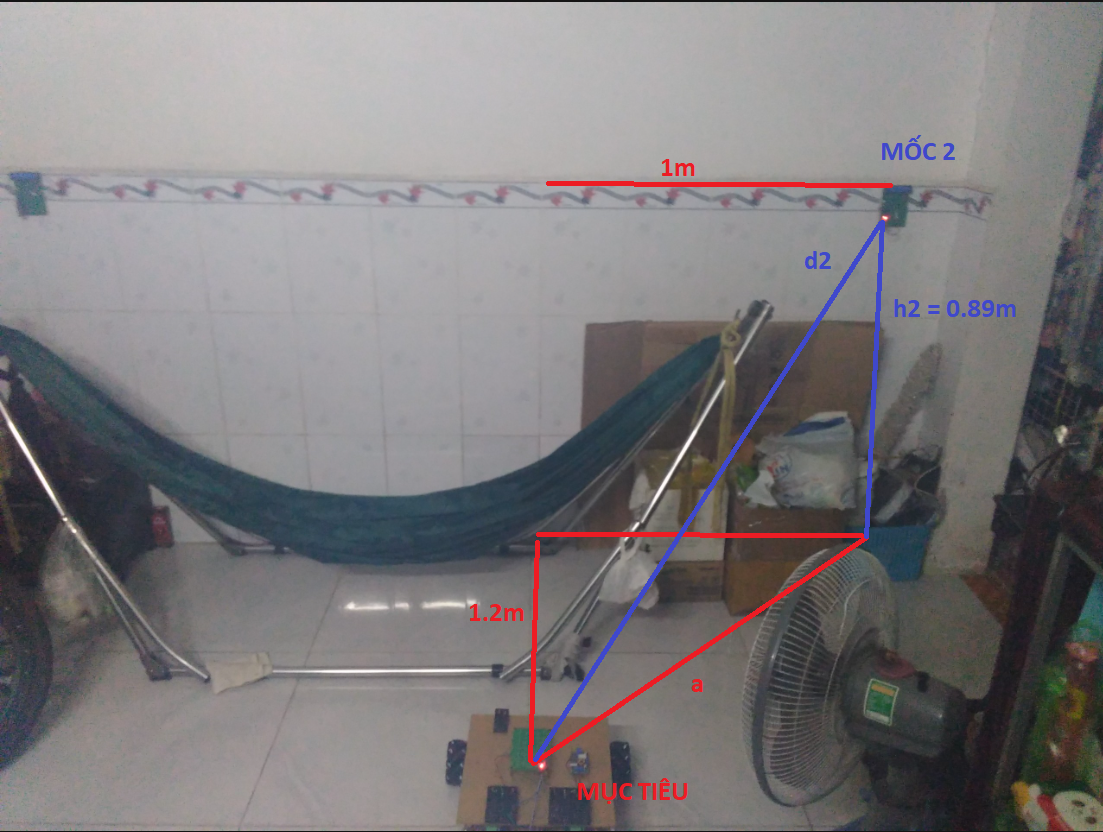 MỐC 2
1m
d2
h2 = 0.89m
1.2m
a
MỤC TIÊU